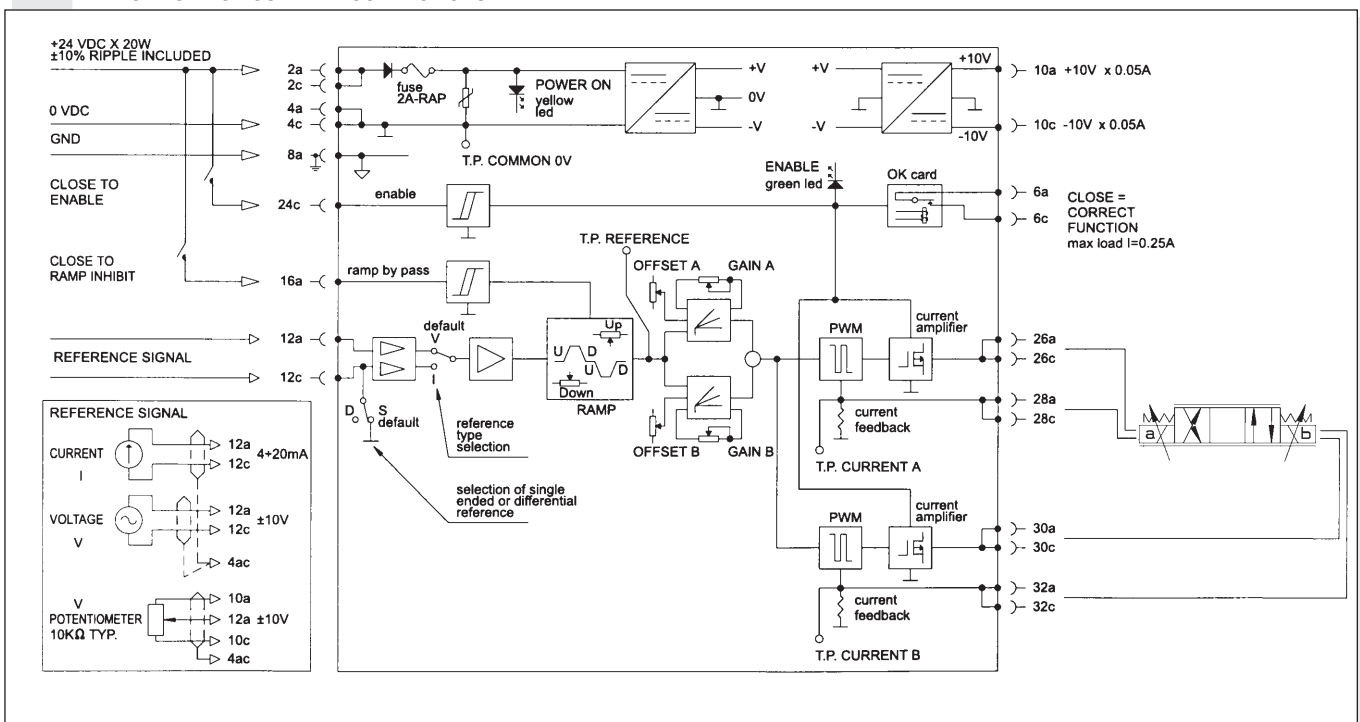 +24 VDC X 20W
±10% RIPPLE INCLUDED
0 VDC
GND
CLOSE TO
ENABLE
CLOSE TO
RAMP INHIBIT
REFERENCE SIGNAL
2a
2c
4a
4c
8a
24c
16a
12a
12c
fuse
2A-RAP
POWER ON
yellow
led
T.P. COMMON 0V
+V
0V
-V
+V
-V
+10V
-10V
10a +10V x 0.05A
10c -10V x 0.05A
enable
ENABLE
green led
OK card
6a
6c
CLOSE =
CORRECT
FUNCTION
max load I=0.25A
ramp by pass
T.P. REFERENCE
OFFSET A
GAIN A
default
V
I
D
S
default
Up
U D
U D
Down
RAMP
OFFSET B
GAIN B
reference
type
selection
selection of single
ended or differential
reference
PWM
current
amplifier
26a
26c
28a
28c
current
feedback
T.P. CURRENT A
a
b
PWM
current
amplifier
30a
30c
32a
32c
current
feedback
T.P. CURRENT B
REFERENCE SIGNAL
CURRENT
I
12a
12c
4÷20mA
VOLTAGE
V
12a
12c
±10V
4ac
V
POTENTIOMETER
10KΩ TYP.
10a
12a ±10V
10c
4ac